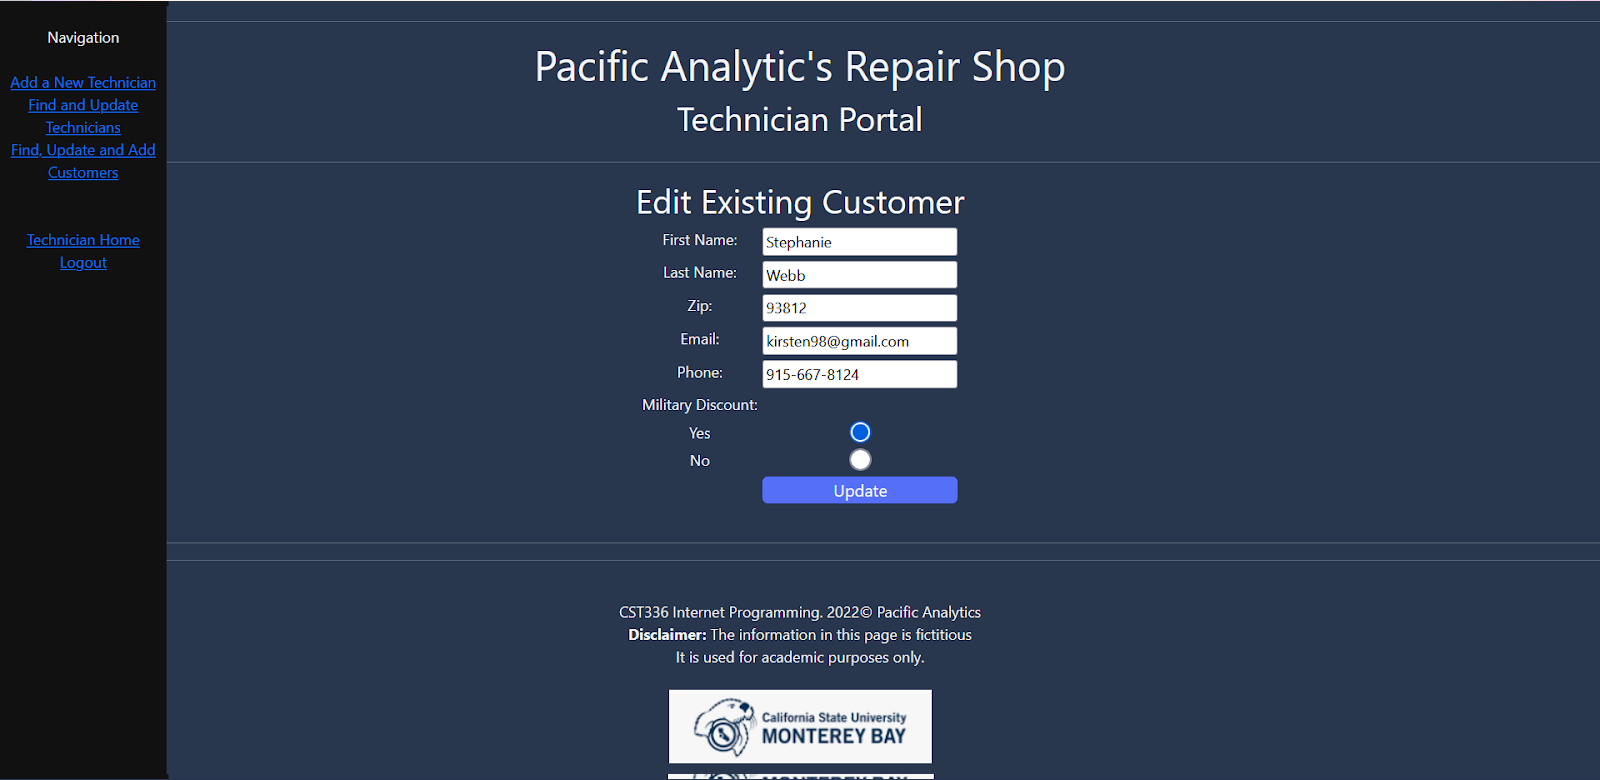 Navigation
Add a New Technician
Find and Update
Technicians
Find, Update and Add
Customers
Technician Home
Logout
Pacific Analytic's Repair Shop
Technician Portal
Edit Existing Customer
First Name: Stephanie
Last Name: Webb
Zip: 93812
Email: kirsten98@gmail.com
Phone: 915-667-8124
Military Discount:
Yes
No
Update
CST336 Internet Programming. 2022© Pacific Analytics
Disclaimer: The information in this page is fictitious
It is used for academic purposes only.
California State University
MONTEREY BAY
MONTEREY BAY